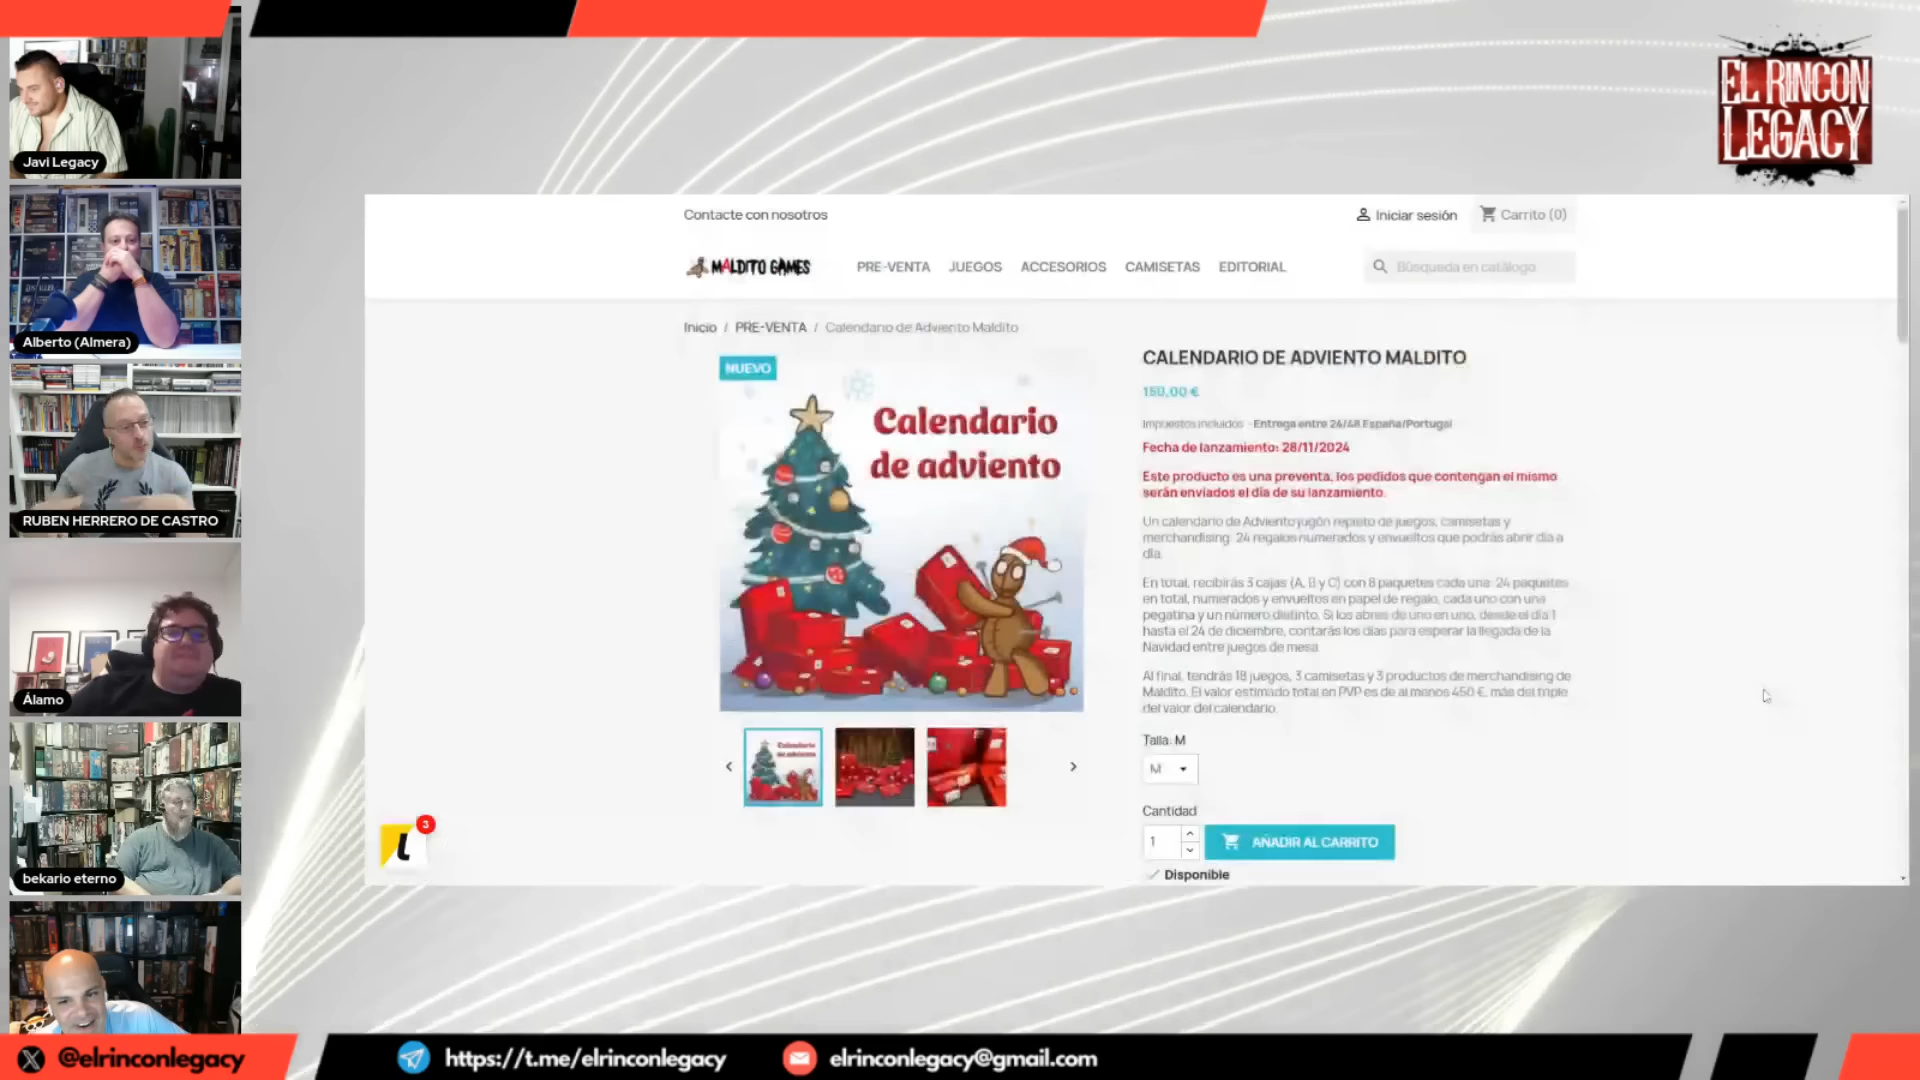 EL RINCON
LEGACY
Javi Legacy
Alberto (Almera)
RUBEN HERRERO DE CASTRO
Álamo
bekario eterno
Contacte con nosotros
Iniciar sesión
Carrito (0)
MALDITO GAMES
PRE-VENTA
JUEGOS
ACCESORIOS
CAMISETAS
EDITORIAL
Búsqueda en catálogo
Inicio / PRE-VENTA / Calendario de Adviento Maldito
NUEVO
Calendario
de adviento
CALENDARIO DE ADVIENTO MALDITO
150,00 €
Impuestos incluidos - Entrega entre 24/48 España/Portugal
Fecha de lanzamiento: 28/11/2024
Este producto es una preventa, los pedidos que contengan el mismo
serán enviados el día de su lanzamiento.
Un calendario de Adviento jugón repleto de juegos, camisetas y
merchandising. 24 regalos numerados y envueltos que podrás abrir día a
día.
En total, recibirás 3 cajas (A, B y C) con 8 paquetes cada una: 24 paquetes
en total, numerados y envueltos en papel de regalo, cada uno con una
pegatina y un número distinto. Si los abres de uno en uno, desde el día 1
hasta el 24 de diciembre, contarás los días para esperar la llegada de la
Navidad entre juegos de mesa.
Al final, tendrás 18 juegos, 3 camisetas y 3 productos de merchandising de
Maldito. El valor estimado total en PVP es de al menos 450 €, más del triple
del valor del calendario.
Talla: M
M
Cantidad
1
AÑADIR AL CARRITO
Disponible
3
@elrinconlegacy
https://t.me/elrinconlegacy
elrinconlegacy@gmail.com